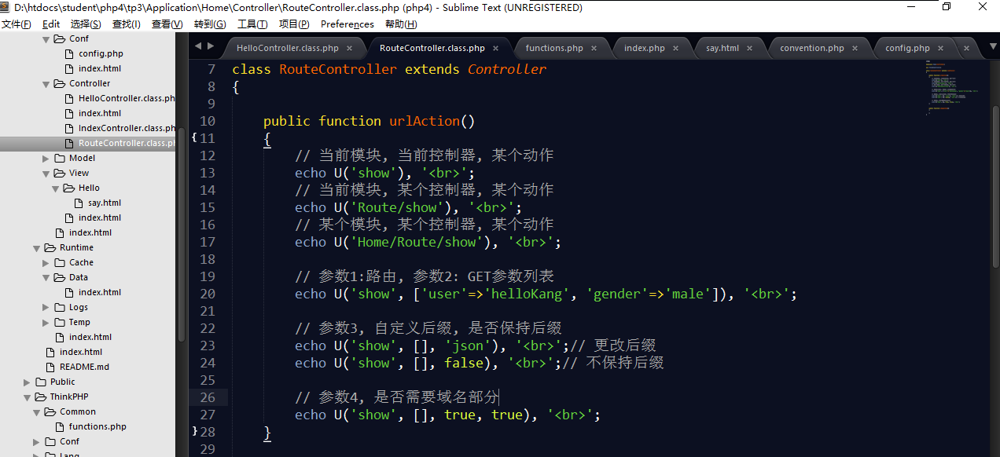 D:\htdocs\student\php4\tp3\Application\Home\Controller\RouteController.class.php (php4) - Sublime Text (UNREGISTERED)
文件(F) Edit 选择(S) 查找(I) 查看(V) 转到(G) 工具(T) 项目(P) Preferences 帮助(H)
Conf
config.php
index.html
Controller
HelloController.class.ph
index.html
IndexController.class.ph
RouteController.class.pl
Model
View
Hello
say.html
index.html
index.html
Runtime
Cache
Data
index.html
Logs
Temp
index.html
index.html
README.md
Public
ThinkPHP
Common
functions.php
Conf
Lang
HelloController.class.php × RouteController.class.php × functions.php × index.php × say.html × convention.php × config.php × ×
7 class RouteController extends Controller
8 {
9
10 public function urlAction()
11 {
12 // 当前模块, 当前控制器, 某个动作
13 echo U('show'), '<br>';
14 // 当前模块, 某个控制器, 某个动作
15 echo U('Route/show'), '<br>';
16 // 某个模块, 某个控制器, 某个动作
17 echo U('Home/Route/show'), '<br>';
18
19 // 参数1:路由, 参数2: GET参数列表
20 echo U('show', ['user'=>'helloKang', 'gender'=>'male']), '<br>';
21
22 // 参数3, 自定义后缀, 是否保持后缀
23 echo U('show', [], 'json'), '<br>';// 更改后缀
24 echo U('show', [], false), '<br>';// 不保持后缀
25
26 // 参数4, 是否需要域名部分
27 echo U('show', [], true, true), '<br>';
28 }
29